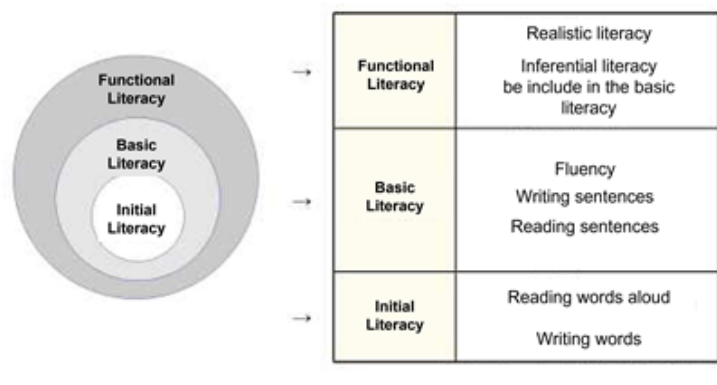 Functional
Literacy
Basic
Literacy
Initial
Literacy
→
Functional
Literacy
Realistic literacy
Inferential literacy
be include in the basic
literacy
→
Basic
Literacy
Fluency
Writing sentences
Reading sentences
→
Initial
Literacy
Reading words aloud
Writing words